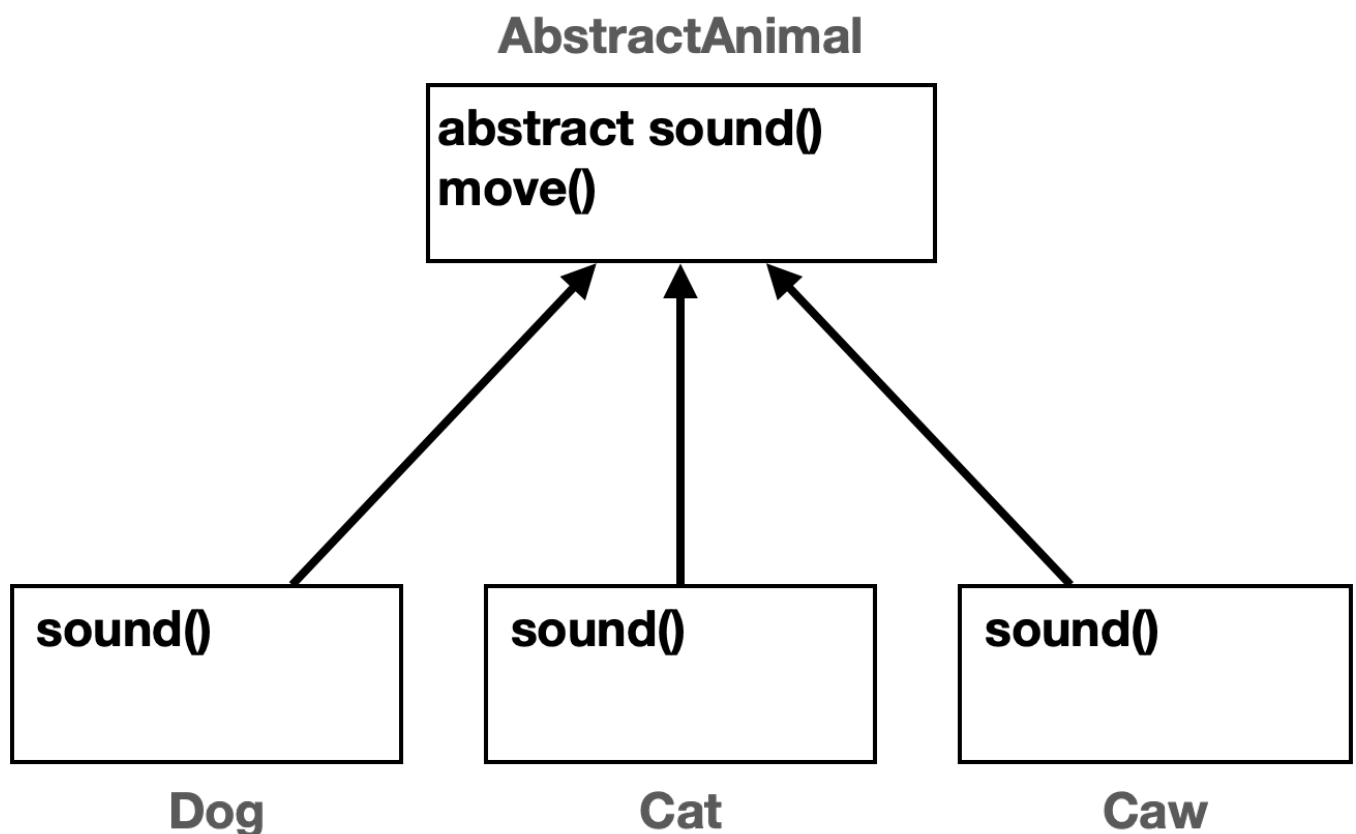 AbstractAnimal
abstract sound()
move()
sound()
sound()
sound()
Dog
Cat
Caw